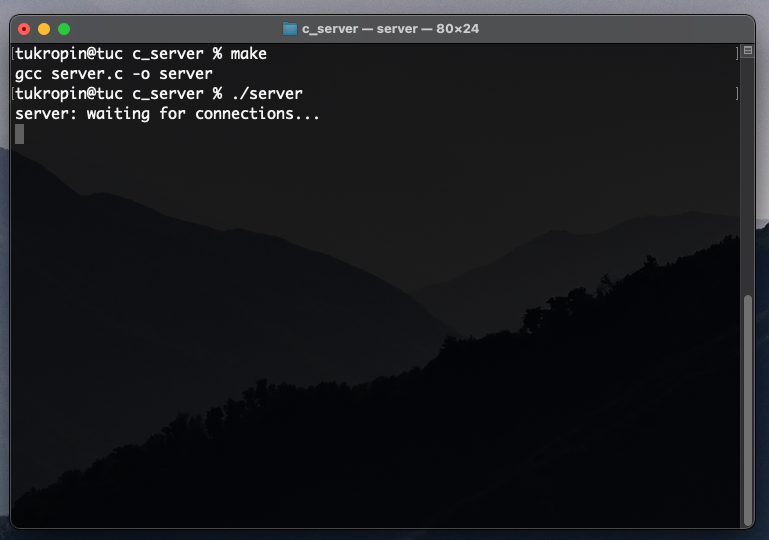 c_server — server — 80×24
[tukropin@tuc c_server % make ]
gcc server.c -o server
[tukropin@tuc c_server % ./server ]
server: waiting for connections...